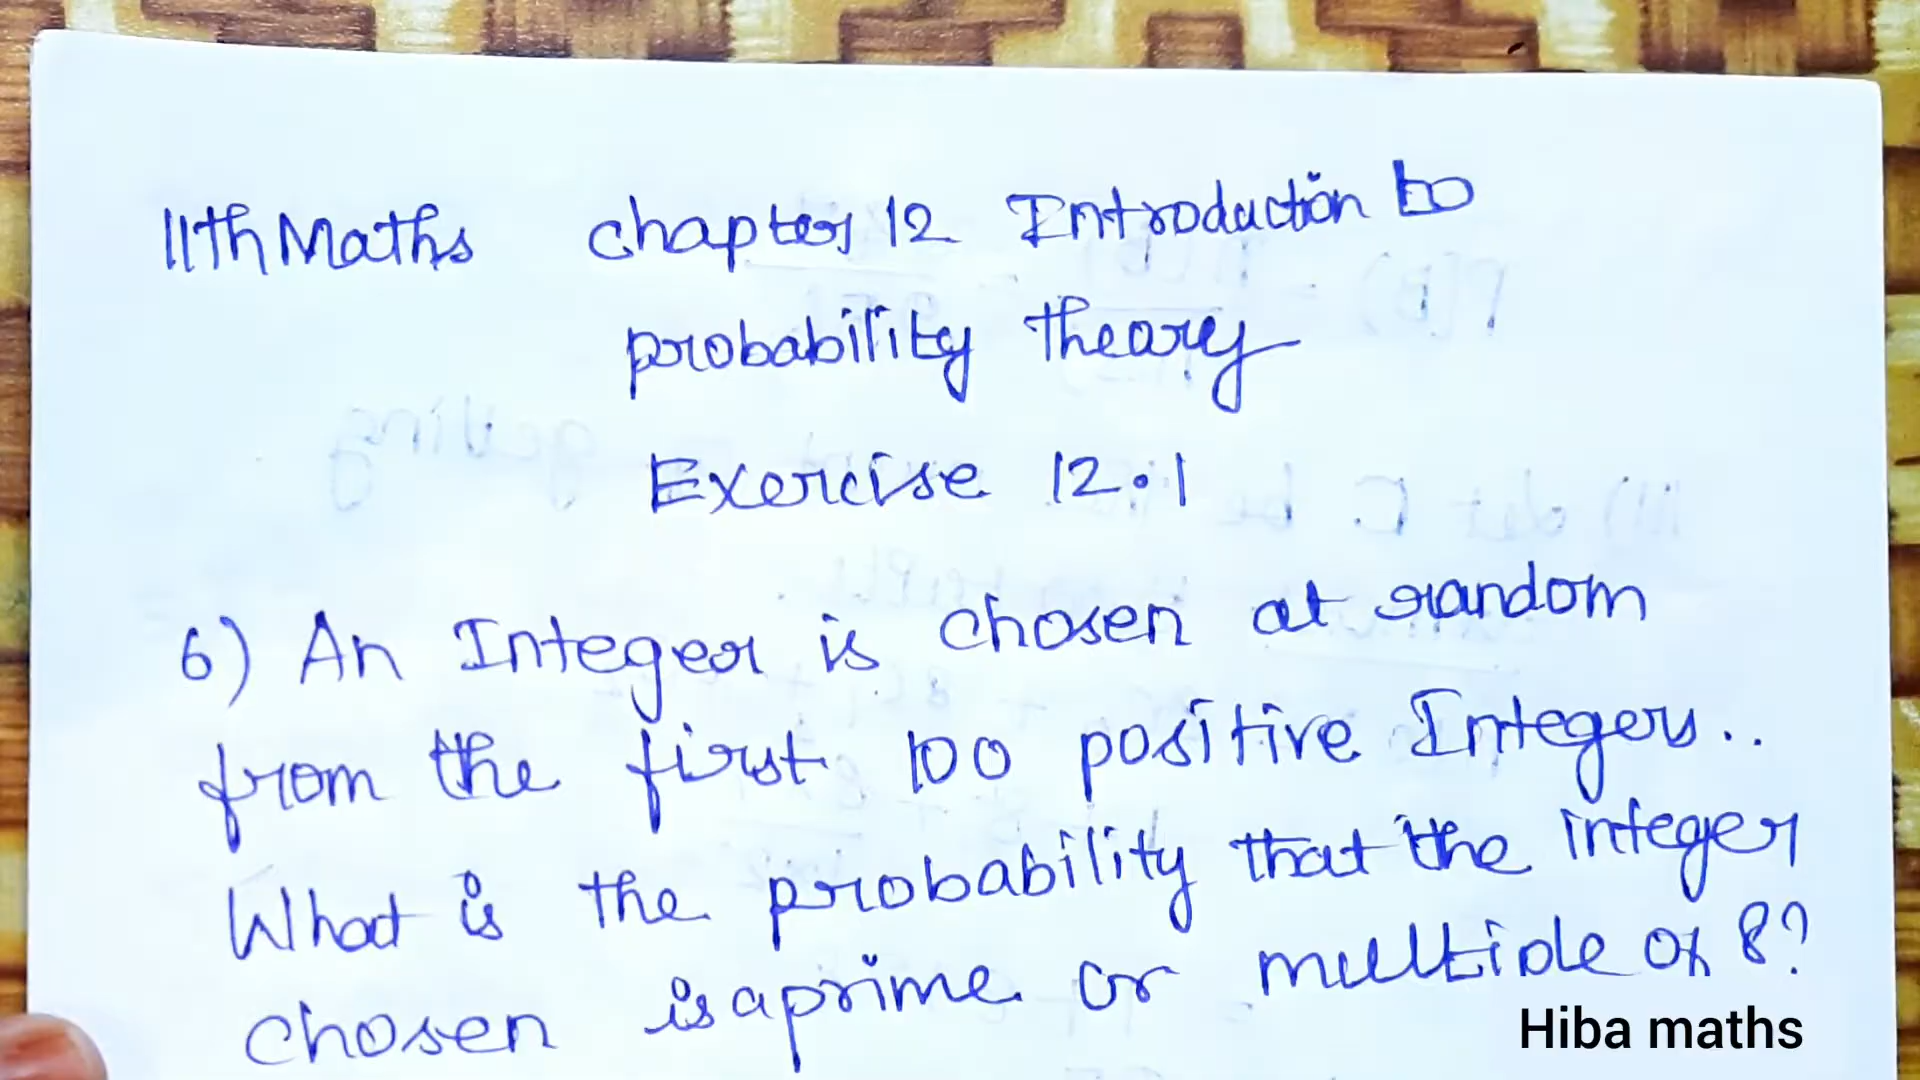 11th Maths chapter 12 Introduction to
probability theory
Exercise 12.1
6) An Integer is chosen at random
from the first 100 positive Integers..
What is the probability that the integer
chosen is a prime or multiple of 8?
Hiba maths